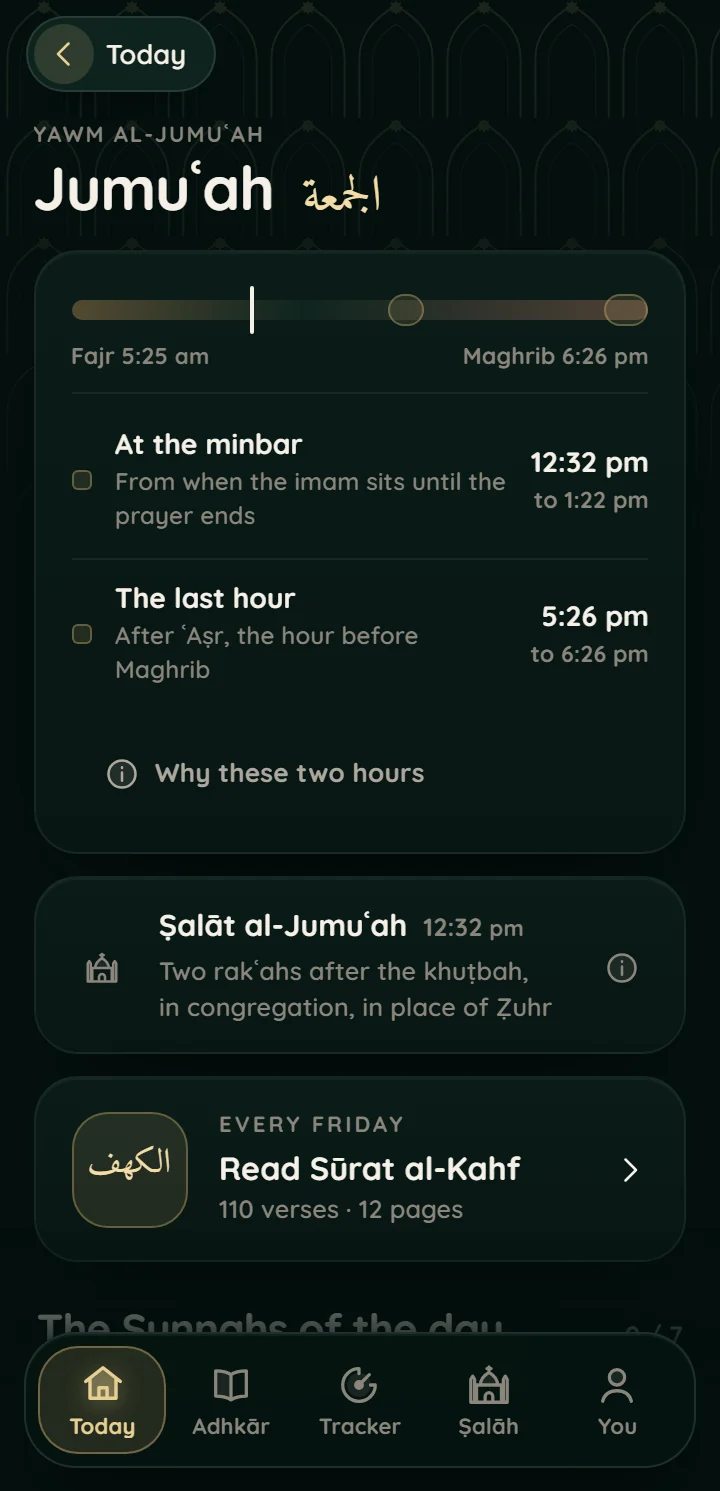 Today
YAWM AL-JUMUʿAH
Jumuʿah الجمعة
Fajr 5:25 am
Maghrib 6:26 pm
At the minbar
From when the imam sits until the
prayer ends
12:32 pm
to 1:22 pm
The last hour
After ʿAṣr, the hour before
Maghrib
5:26 pm
to 6:26 pm
Why these two hours
Ṣalāt al-Jumuʿah 12:32 pm
Two rakʿahs after the khuṭbah,
in congregation, in place of Ẓuhr
الكهف
EVERY FRIDAY
Read Sūrat al-Kahf
110 verses · 12 pages
The Sunnahs of the day
Today
Adhkār
Tracker
Ṣalāh
You